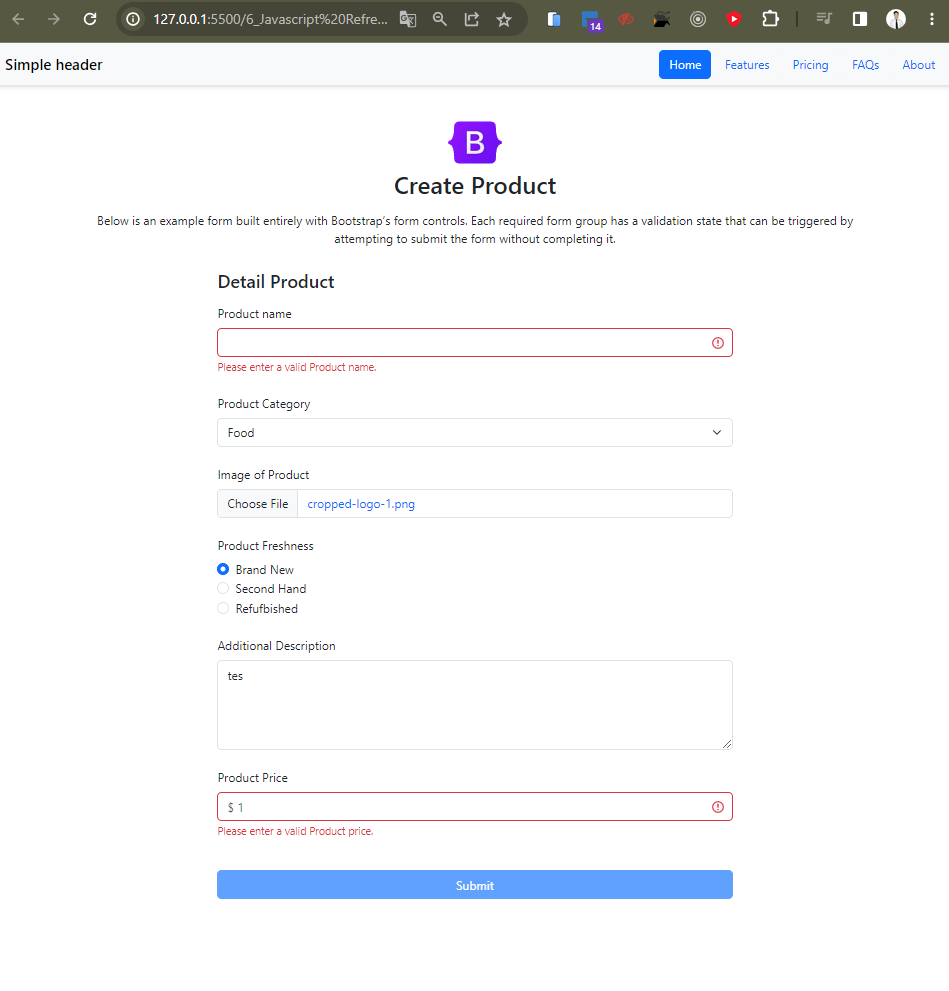 127.0.0.1:5500/6_Javascript%20Refre...
14
Simple header
Home
Features
Pricing
FAQs
About
B
Create Product
Below is an example form built entirely with Bootstrap's form controls. Each required form group has a validation state that can be triggered by
attempting to submit the form without completing it.
Detail Product
Product name
Please enter a valid Product name.
Product Category
Food
Image of Product
Choose File
cropped-logo-1.png
Product Freshness
Brand New
Second Hand
Refufbished
Additional Description
tes
Product Price
$ 1
Please enter a valid Product price.
Submit